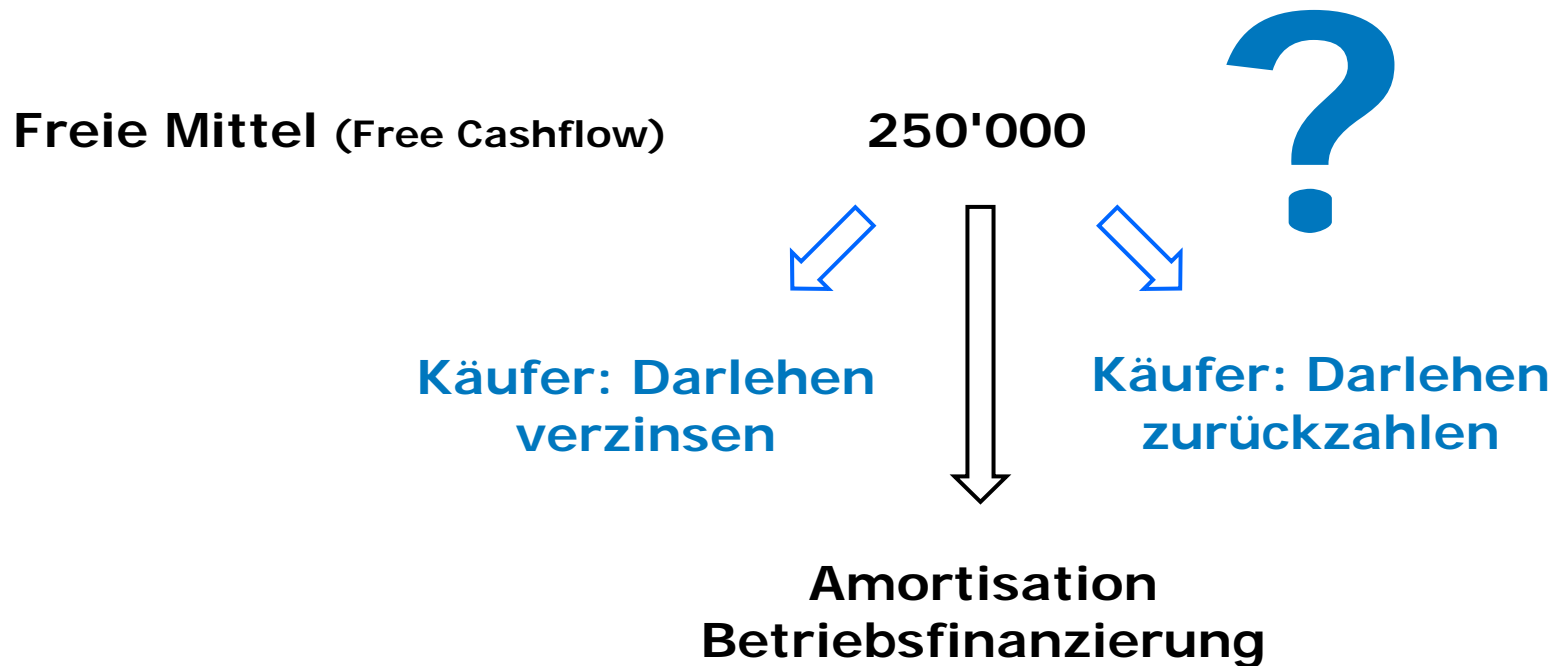 ?
Freie Mittel (Free Cashflow) 250'000
Käufer: Darlehen
verzinsen
Käufer: Darlehen
zurückzahlen
Amortisation
Betriebsfinanzierung